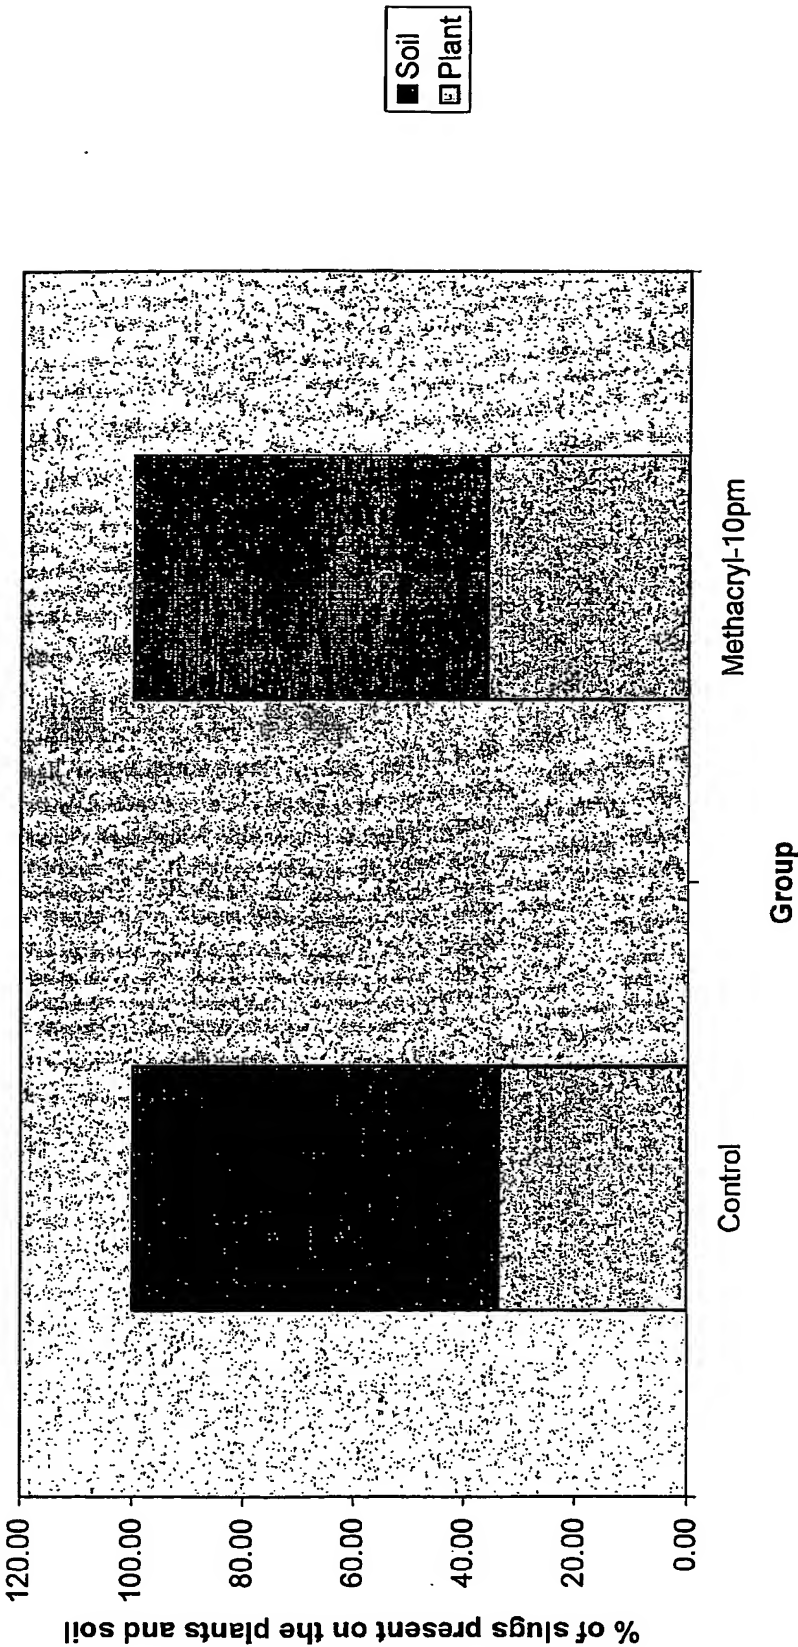 % of slugs present on the plants and soil
120.00
100.00
80.00
60.00
40.00
20.00
0.00
Control
Methacryl-10pm
Group
Soil
Plant